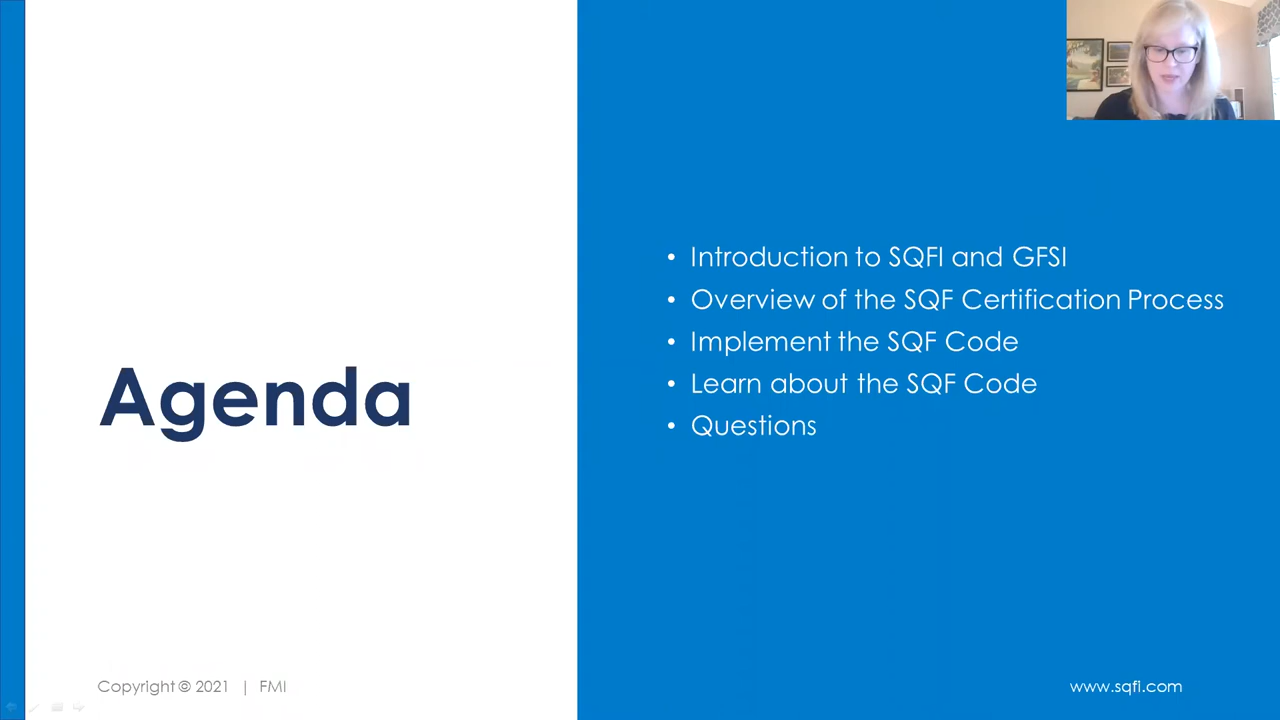 Agenda
• Introduction to SQFI and GFSI
• Overview of the SQF Certification Process
• Implement the SQF Code
• Learn about the SQF Code
• Questions
Copyright © 2021 | FMI
www.sqfi.com